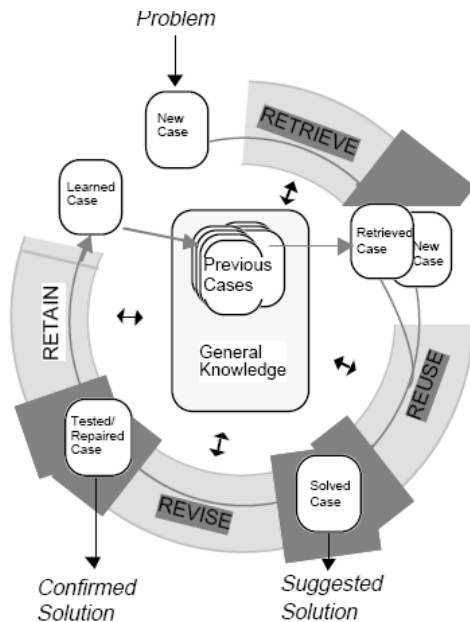 Problem
New
Case
RETRIEVE
Learned
Case
Retrieved
Case
New
Case
Previous
Cases
General
Knowledge
RETAIN
REUSE
Tested/
Repaired
Case
REVISE
Solved
Case
Confirmed
Solution
Suggested
Solution